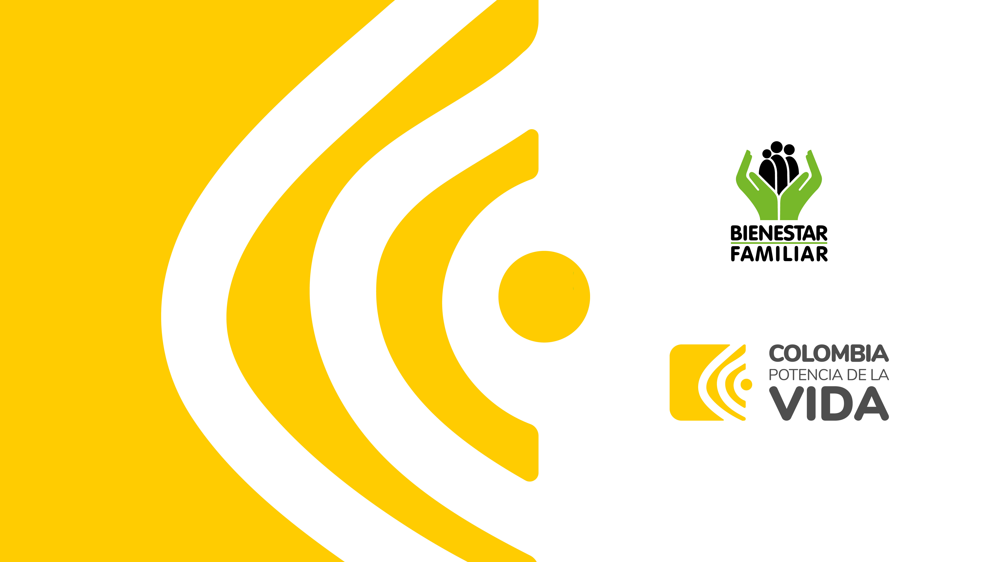 BIENESTAR
FAMILIAR
COLOMBIA
POTENCIA DE LA
VIDA